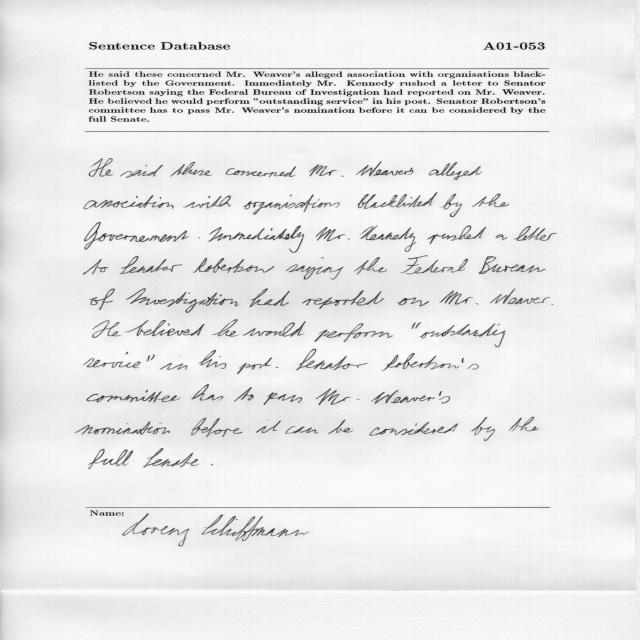 Sentence Database A01-053
He said these concerned Mr. Weaver's alleged association with organisations black-
listed by the Government. Immediately Mr. Kennedy rushed a letter to Senator
Robertson saying the Federal Bureau of Investigation had reported on Mr. Weaver.
He believed he would perform "outstanding service" in his post. Senator Robertson's
committee has to pass Mr. Weaver's nomination before it can be considered by the
full Senate.
He said these concerned Mr. Weavers alleged
association with organisations blacklisted by the
Governement. Immediately Mr. Kennedy rushed a letter
to Senator Robertson saying the Federal Bureau
of Investigation had reported on Mr. Weaver.
He believed he would perform "outstandig
service" in his post. Senator Robertson's
committee has to pass Mr. Weaver's
nomination before it can be considered by the
full Senate.
Name:
Lorenz